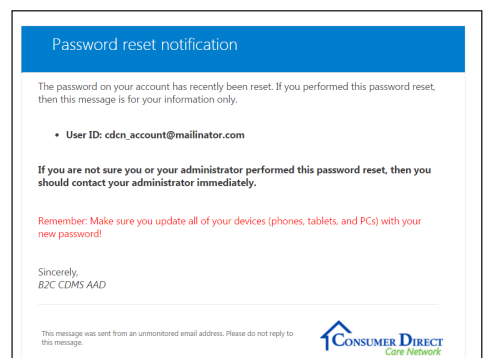 Password reset notification
The password on your account has recently been reset. If you performed this password reset,
then this message is for your information only.
• User ID: cdcn_account@mailinator.com
If you are not sure you or your administrator performed this password reset, then you
should contact your administrator immediately.
Remember: Make sure you update all of your devices (phones, tablets, and PCs) with your
new password!
Sincerely,
B2C CDMS AAD
This message was sent from an unmonitored email address. Please do not reply to
this message.
CONSUMER DIRECT
Care Network